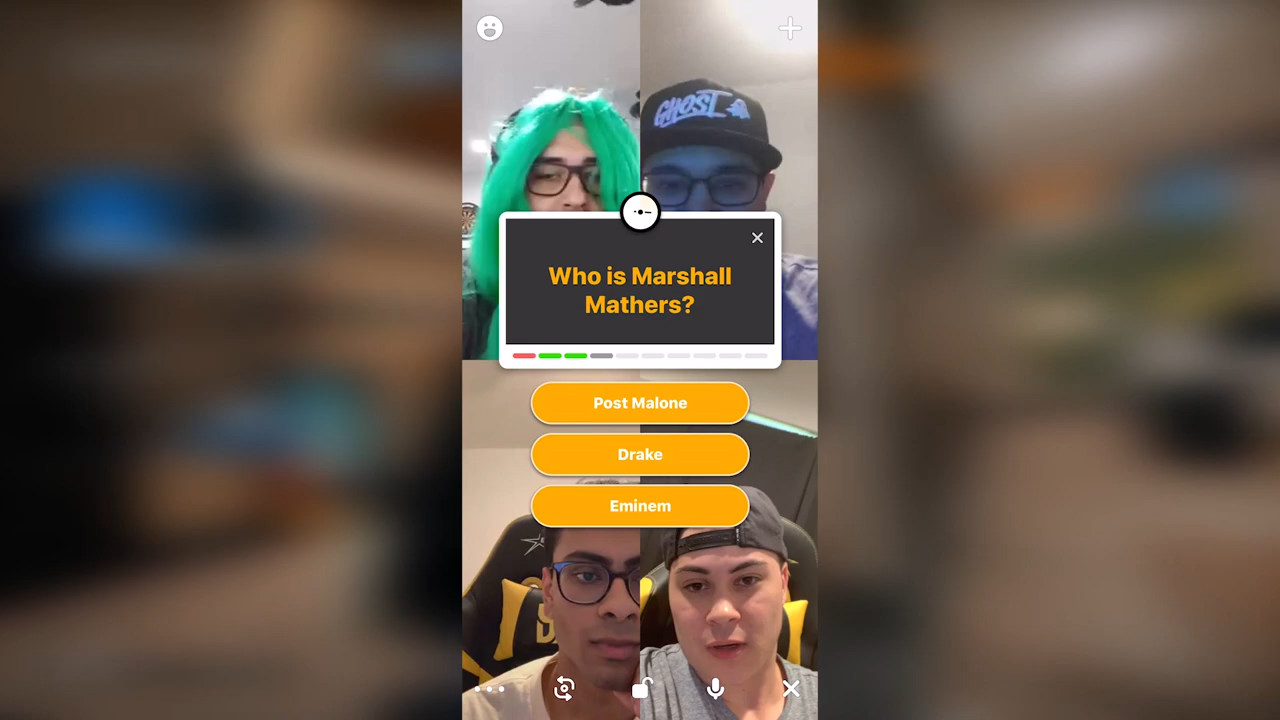 GHOST
Who is Marshall
Mathers?
Post Malone
Drake
Eminem